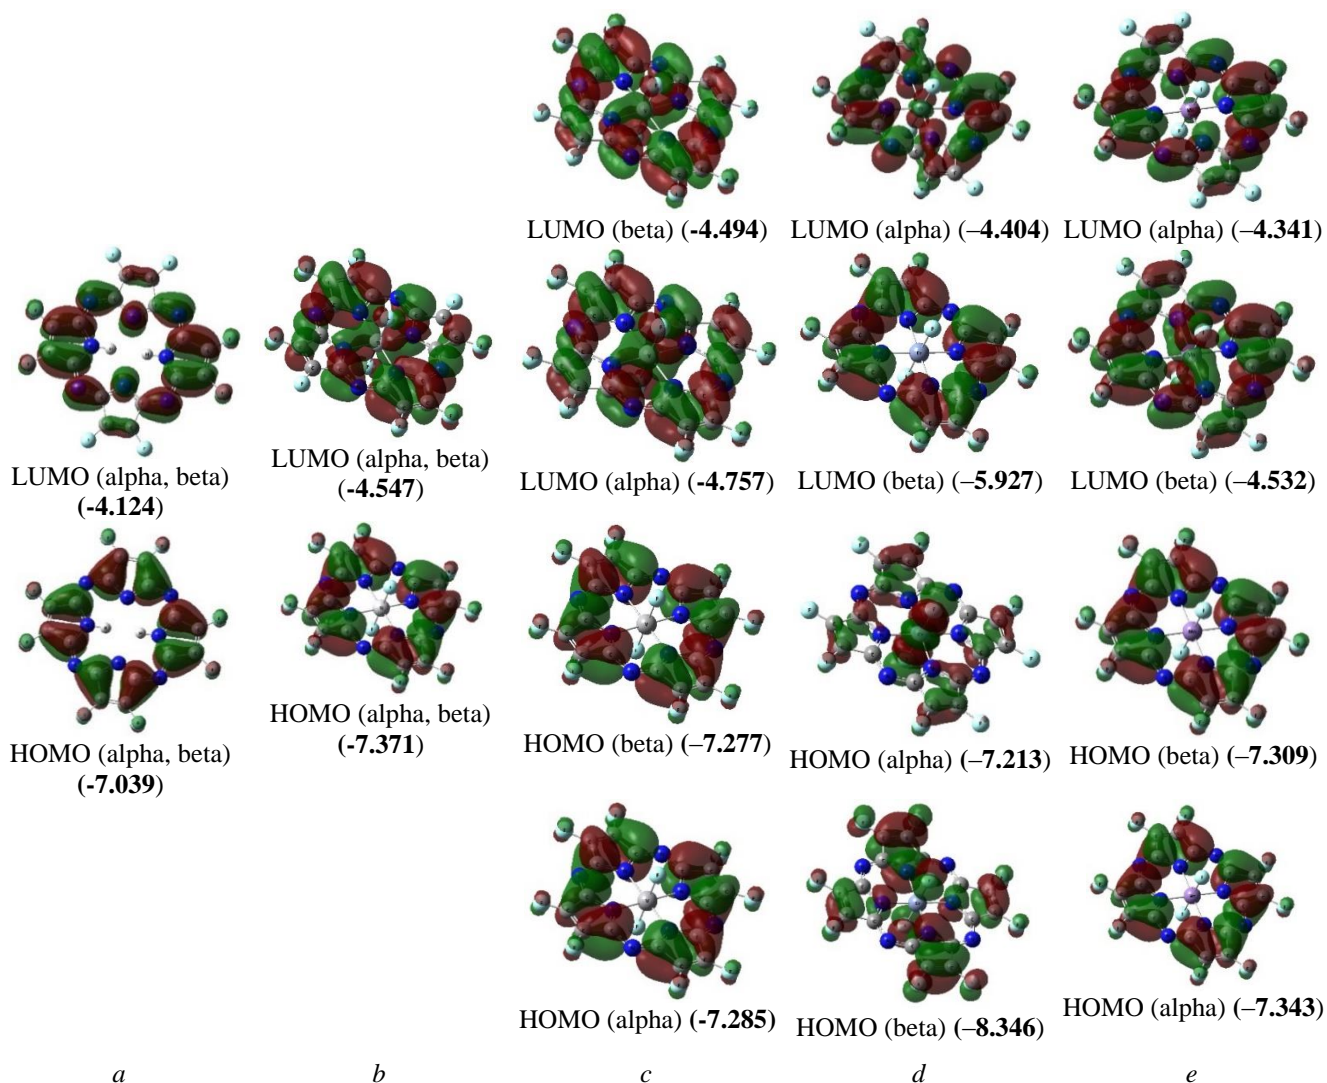 LUMO (beta) (-4.494)
LUMO (alpha) (–4.404)
LUMO (alpha) (–4.341)
LUMO (alpha, beta)
(-4.124)
LUMO (alpha, beta)
(-4.547)
LUMO (alpha) (-4.757)
LUMO (beta) (–5.927)
LUMO (beta) (–4.532)
HOMO (alpha, beta)
(-7.039)
HOMO (alpha, beta)
(-7.371)
HOMO (beta) (–7.277)
HOMO (alpha) (–7.213)
HOMO (beta) (–7.309)
HOMO (alpha) (-7.285)
HOMO (beta) (–8.346)
HOMO (alpha) (–7.343)
a
b
c
d
e